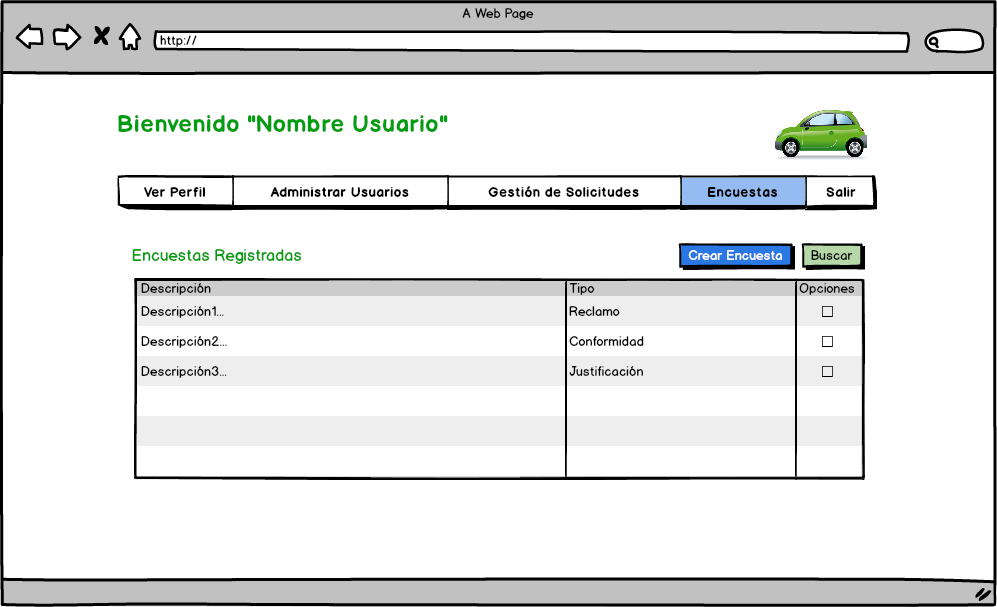 A Web Page
http://
Bienvenido "Nombre Usuario"
Ver Perfil Administrar Usuarios Gestión de Solicitudes Encuestas Salir
Encuestas Registradas Crear Encuesta Buscar
Descripción Tipo Opciones
Descripción1... Reclamo
Descripción2... Conformidad
Descripción3... Justificación